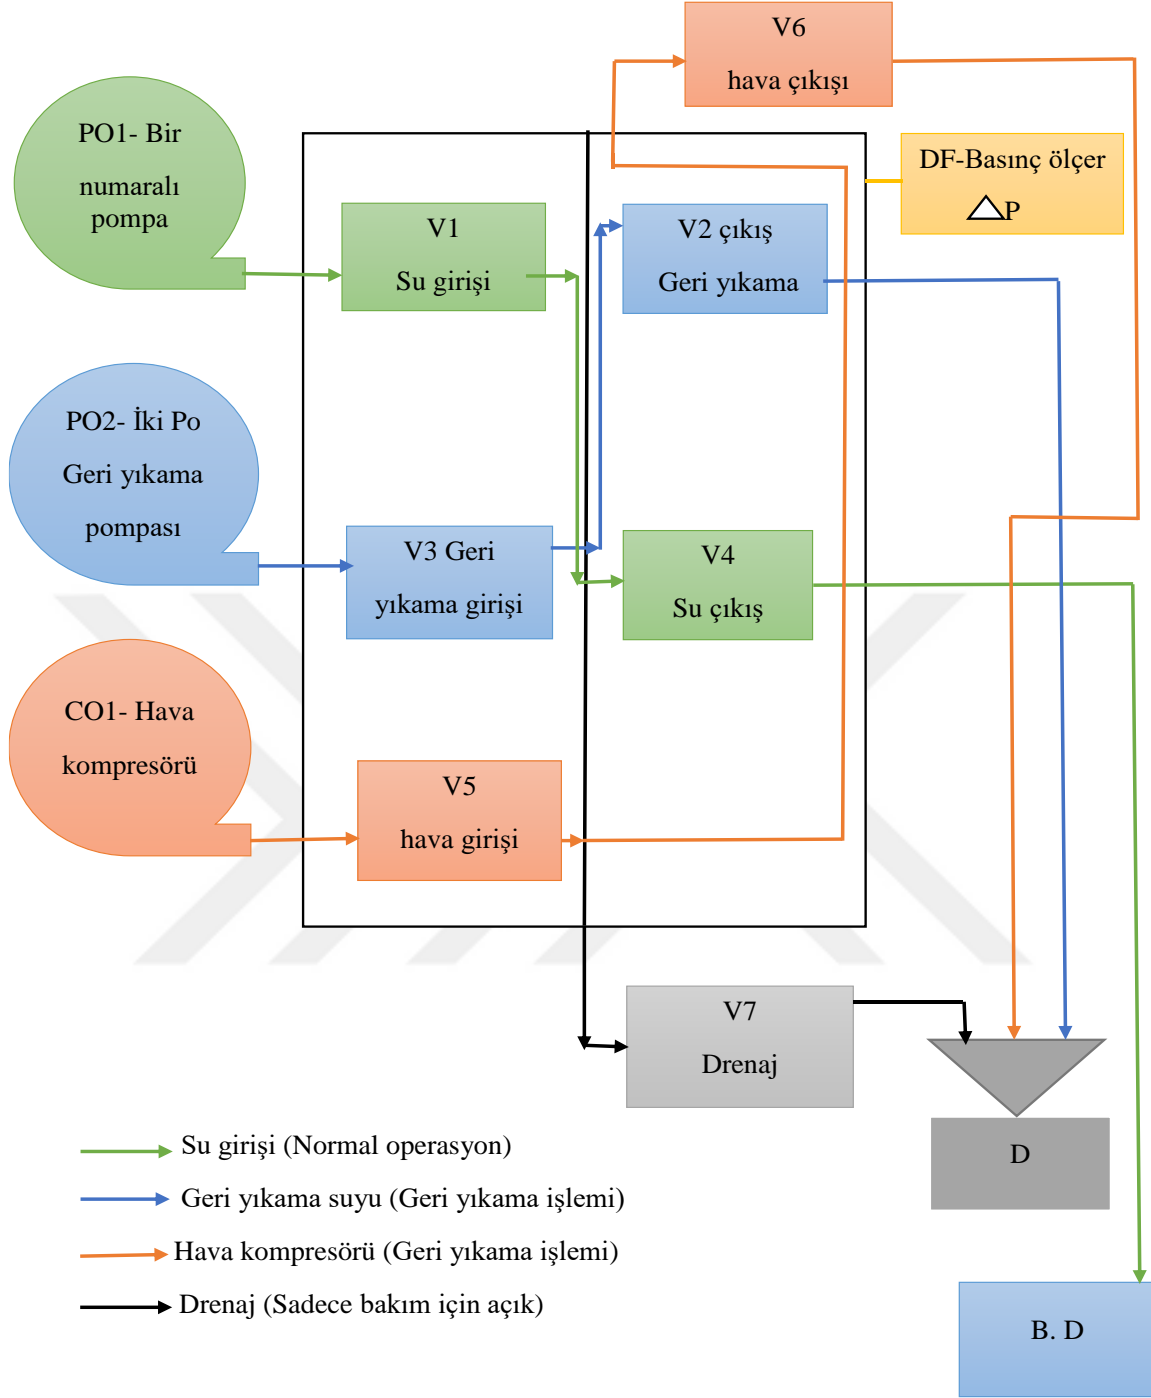 V6
hava çıkışı
PO1- Bir
numaralı
pompa
DF-Basınç ölçer
P
V1
Su girişi
V2 çıkış
Geri yıkama
PO2- İki Po
Geri yıkama
pompası
V3 Geri
yıkama girişi
V4
Su çıkış
CO1- Hava
kompresörü
V5
hava girişi
V7
Drenaj
D
Su girişi (Normal operasyon)
Geri yıkama suyu (Geri yıkama işlemi)
Hava kompresörü (Geri yıkama işlemi)
Drenaj (Sadece bakım için açık)
B. D